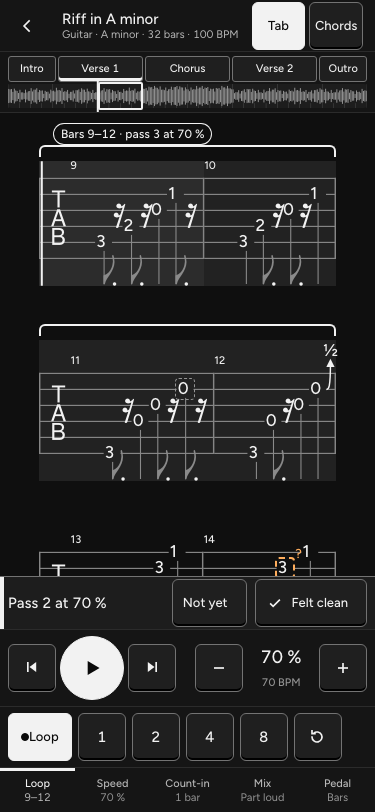 Riff in A minor
Guitar · A minor · 32 bars · 100 BPM
Tab
Chords
Intro
Verse 1
Chorus
Verse 2
Outro
Bars 9–12 · pass 3 at 70 %
9
10
T
A
B
3
2
0
1
3
2
0
1
½
11
12
T
A
B
3
0
0
0
3
0
0
0
13
14
T
3
1
3
?
1
Pass 2 at 70 %
Not yet
Felt clean
70 %
70 BPM
Loop
1
2
4
8
Loop
Speed
Count-in
Mix
Pedal
9–12
70 %
1 bar
Part loud
Bars